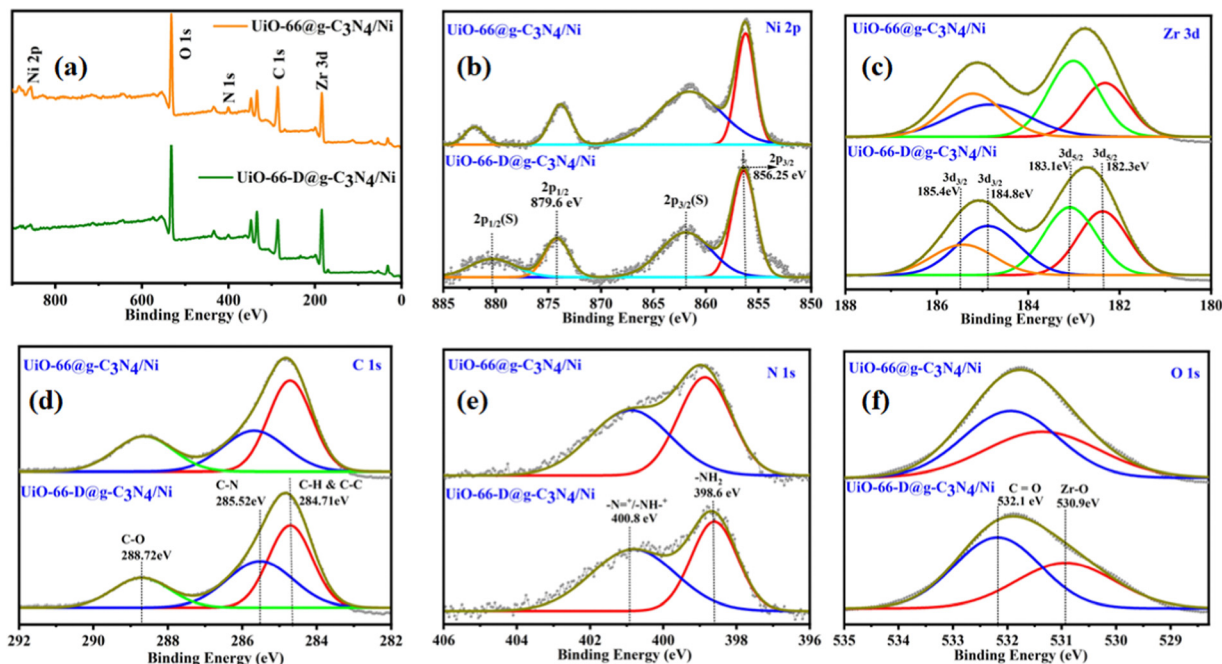 UiO-66@g-C3N4/Ni
UiO-66-D@g-C3N4/Ni
(a)
Ni 2p
O 1s
N 1s
C 1s
Zr 3d
800 600 400 200 0
Binding Energy (eV)
UiO-66@g-C3N4/Ni
Ni 2p
(b)
UiO-66-D@g-C3N4/Ni
2p3/2
856.25 eV
2p1/2
879.6 eV
2p3/2(S)
2p1/2(S)
885 880 875 870 865 860 855 850
Binding Energy (eV)
UiO-66@g-C3N4/Ni
Zr 3d
(c)
UiO-66-D@g-C3N4/Ni
3d5/2
183.1eV
3d5/2
182.3eV
3d3/2
185.4eV
3d3/2
184.8eV
188 186 184 182 180
Binding Energy (eV)
UiO-66@g-C3N4/Ni
C 1s
(d)
UiO-66-D@g-C3N4/Ni
C-N
285.52eV
C-H & C-C
284.71eV
C-O
288.72eV
292 290 288 286 284 282
Binding Energy (eV)
UiO-66@g-C3N4/Ni
N 1s
(e)
UiO-66-D@g-C3N4/Ni
-NH2
398.6 eV
-N=+/-NH-+
400.8 eV
406 404 402 400 398 396
Binding Energy (eV)
UiO-66@g-C3N4/Ni
O 1s
(f)
UiO-66-D@g-C3N4/Ni
C = O
532.1 eV
Zr-O
530.9eV
535 534 533 532 531 530 529
Binding Energy (eV)